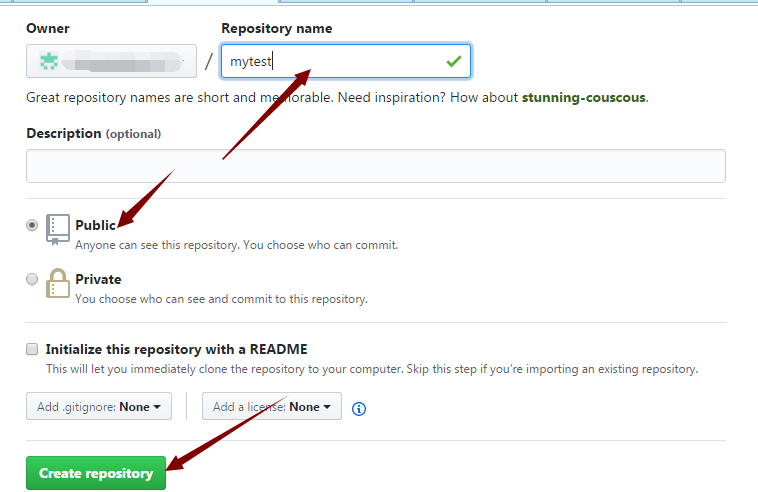 Owner
Repository name
/ mytest
Great repository names are short and memorable. Need inspiration? How about stunning-couscous.
Description (optional)
Public
Anyone can see this repository. You choose who can commit.
Private
You choose who can see and commit to this repository.
Initialize this repository with a README
This will let you immediately clone the repository to your computer. Skip this step if you're importing an existing repository.
Add .gitignore: None
Add a license: None
Create repository